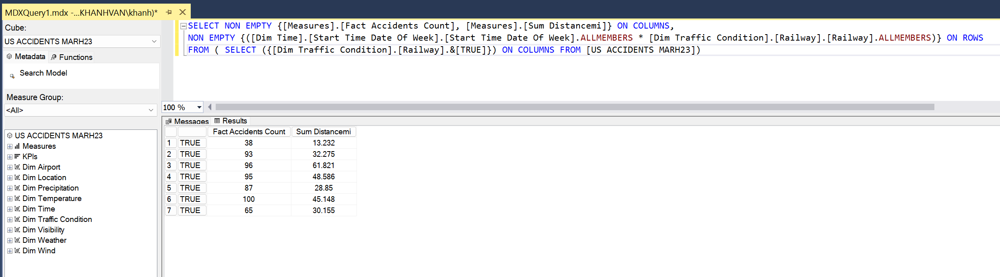 MDXQuery1.mdx -...KHANHVAN\khanh)*
Cube:
US ACCIDENTS MARH23
Metadata Functions
Search Model
Measure Group:
<All>
US ACCIDENTS MARH23
Measures
KPIs
Dim Airport
Dim Location
Dim Precipitation
Dim Temperature
Dim Time
Dim Traffic Condition
Dim Visibility
Dim Weather
Dim Wind
SELECT NON EMPTY {[Measures].[Fact Accidents Count], [Measures].[Sum Distancemi]} ON COLUMNS,
NON EMPTY {([Dim Time].[Start Time Date Of Week].[Start Time Date Of Week].ALLMEMBERS * [Dim Traffic Condition].[Railway].[Railway].ALLMEMBERS)} ON ROWS
FROM ( SELECT ({[Dim Traffic Condition].[Railway].&[TRUE]}) ON COLUMNS FROM [US ACCIDENTS MARH23])
100 %
Messages Results
Fact Accidents Count Sum Distancemi
1 TRUE 38 13.232
2 TRUE 93 32.275
3 TRUE 96 61.821
4 TRUE 95 48.586
5 TRUE 87 28.85
6 TRUE 100 45.148
7 TRUE 65 30.155